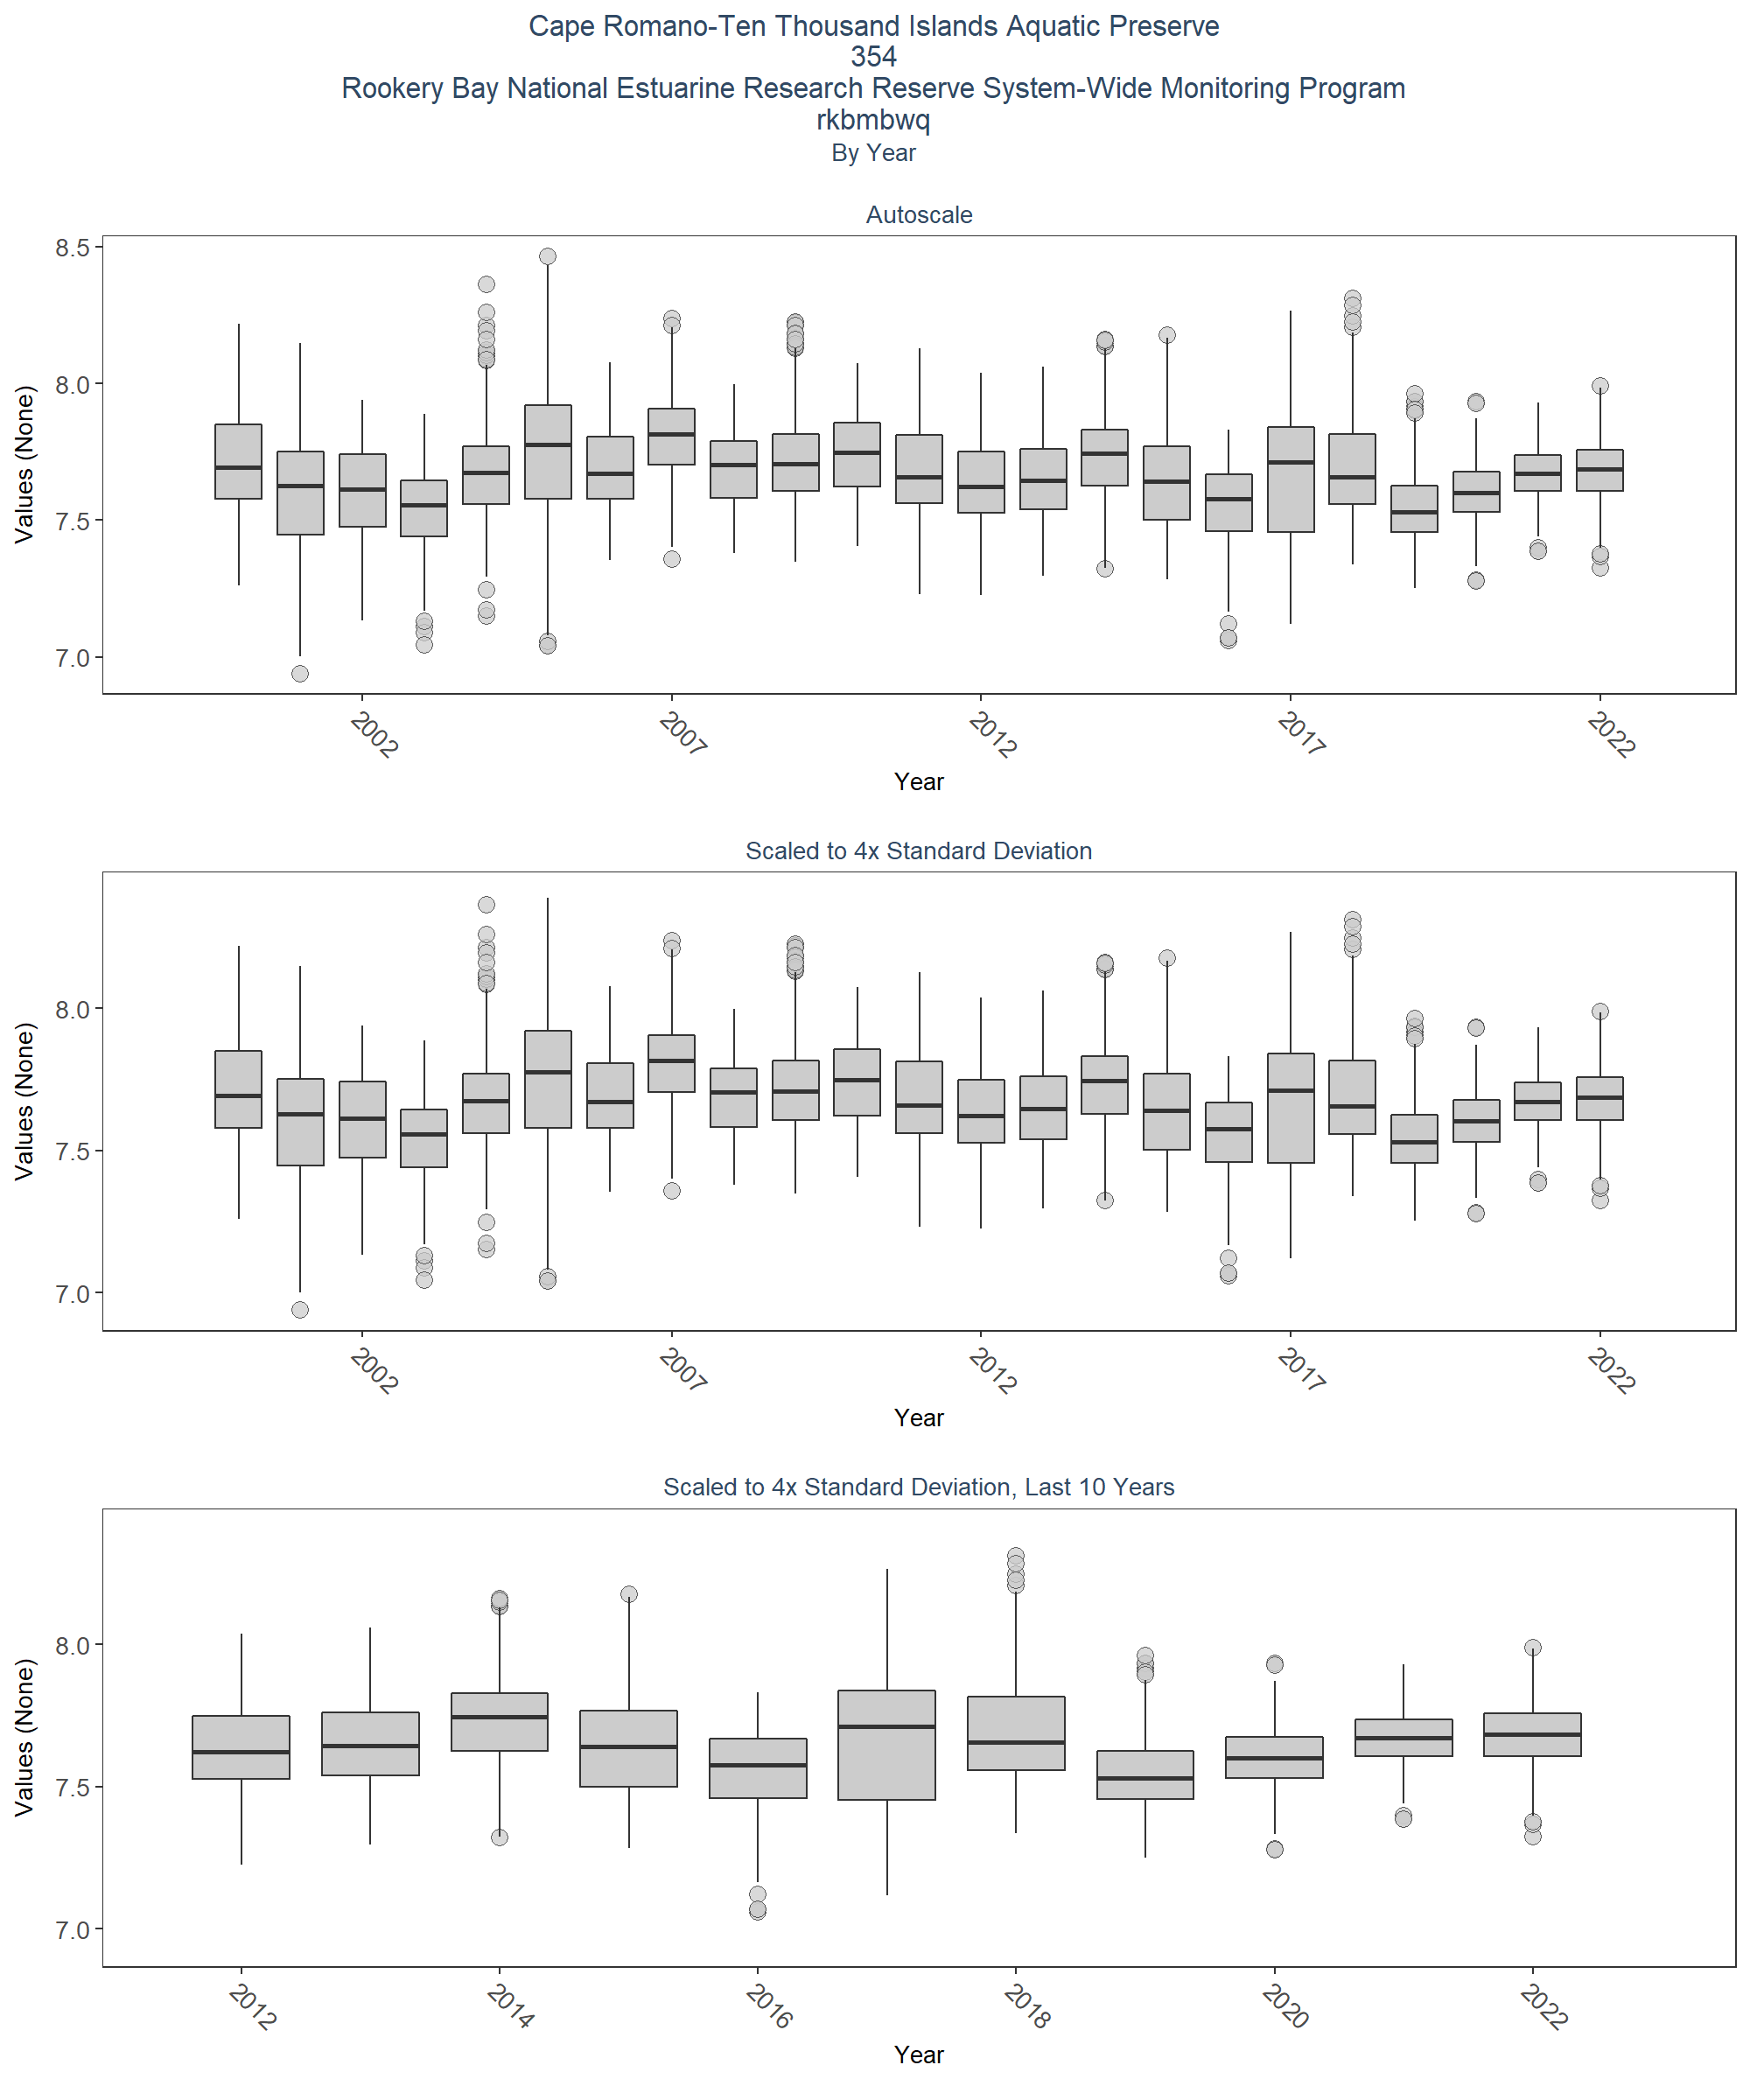 Cape Romano-Ten Thousand Islands Aquatic Preserve
354
Rookery Bay National Estuarine Research Reserve System-Wide Monitoring Program
rkbmbwq
By Year
Autoscale
Values (None)
8.5
8.0
7.5
7.0
2002
2007
2012
2017
2022
Year
Scaled to 4x Standard Deviation
Values (None)
8.0
7.5
7.0
2002
2007
2012
2017
2022
Year
Scaled to 4x Standard Deviation, Last 10 Years
Values (None)
8.0
7.5
7.0
2012
2014
2016
2018
2020
2022
Year